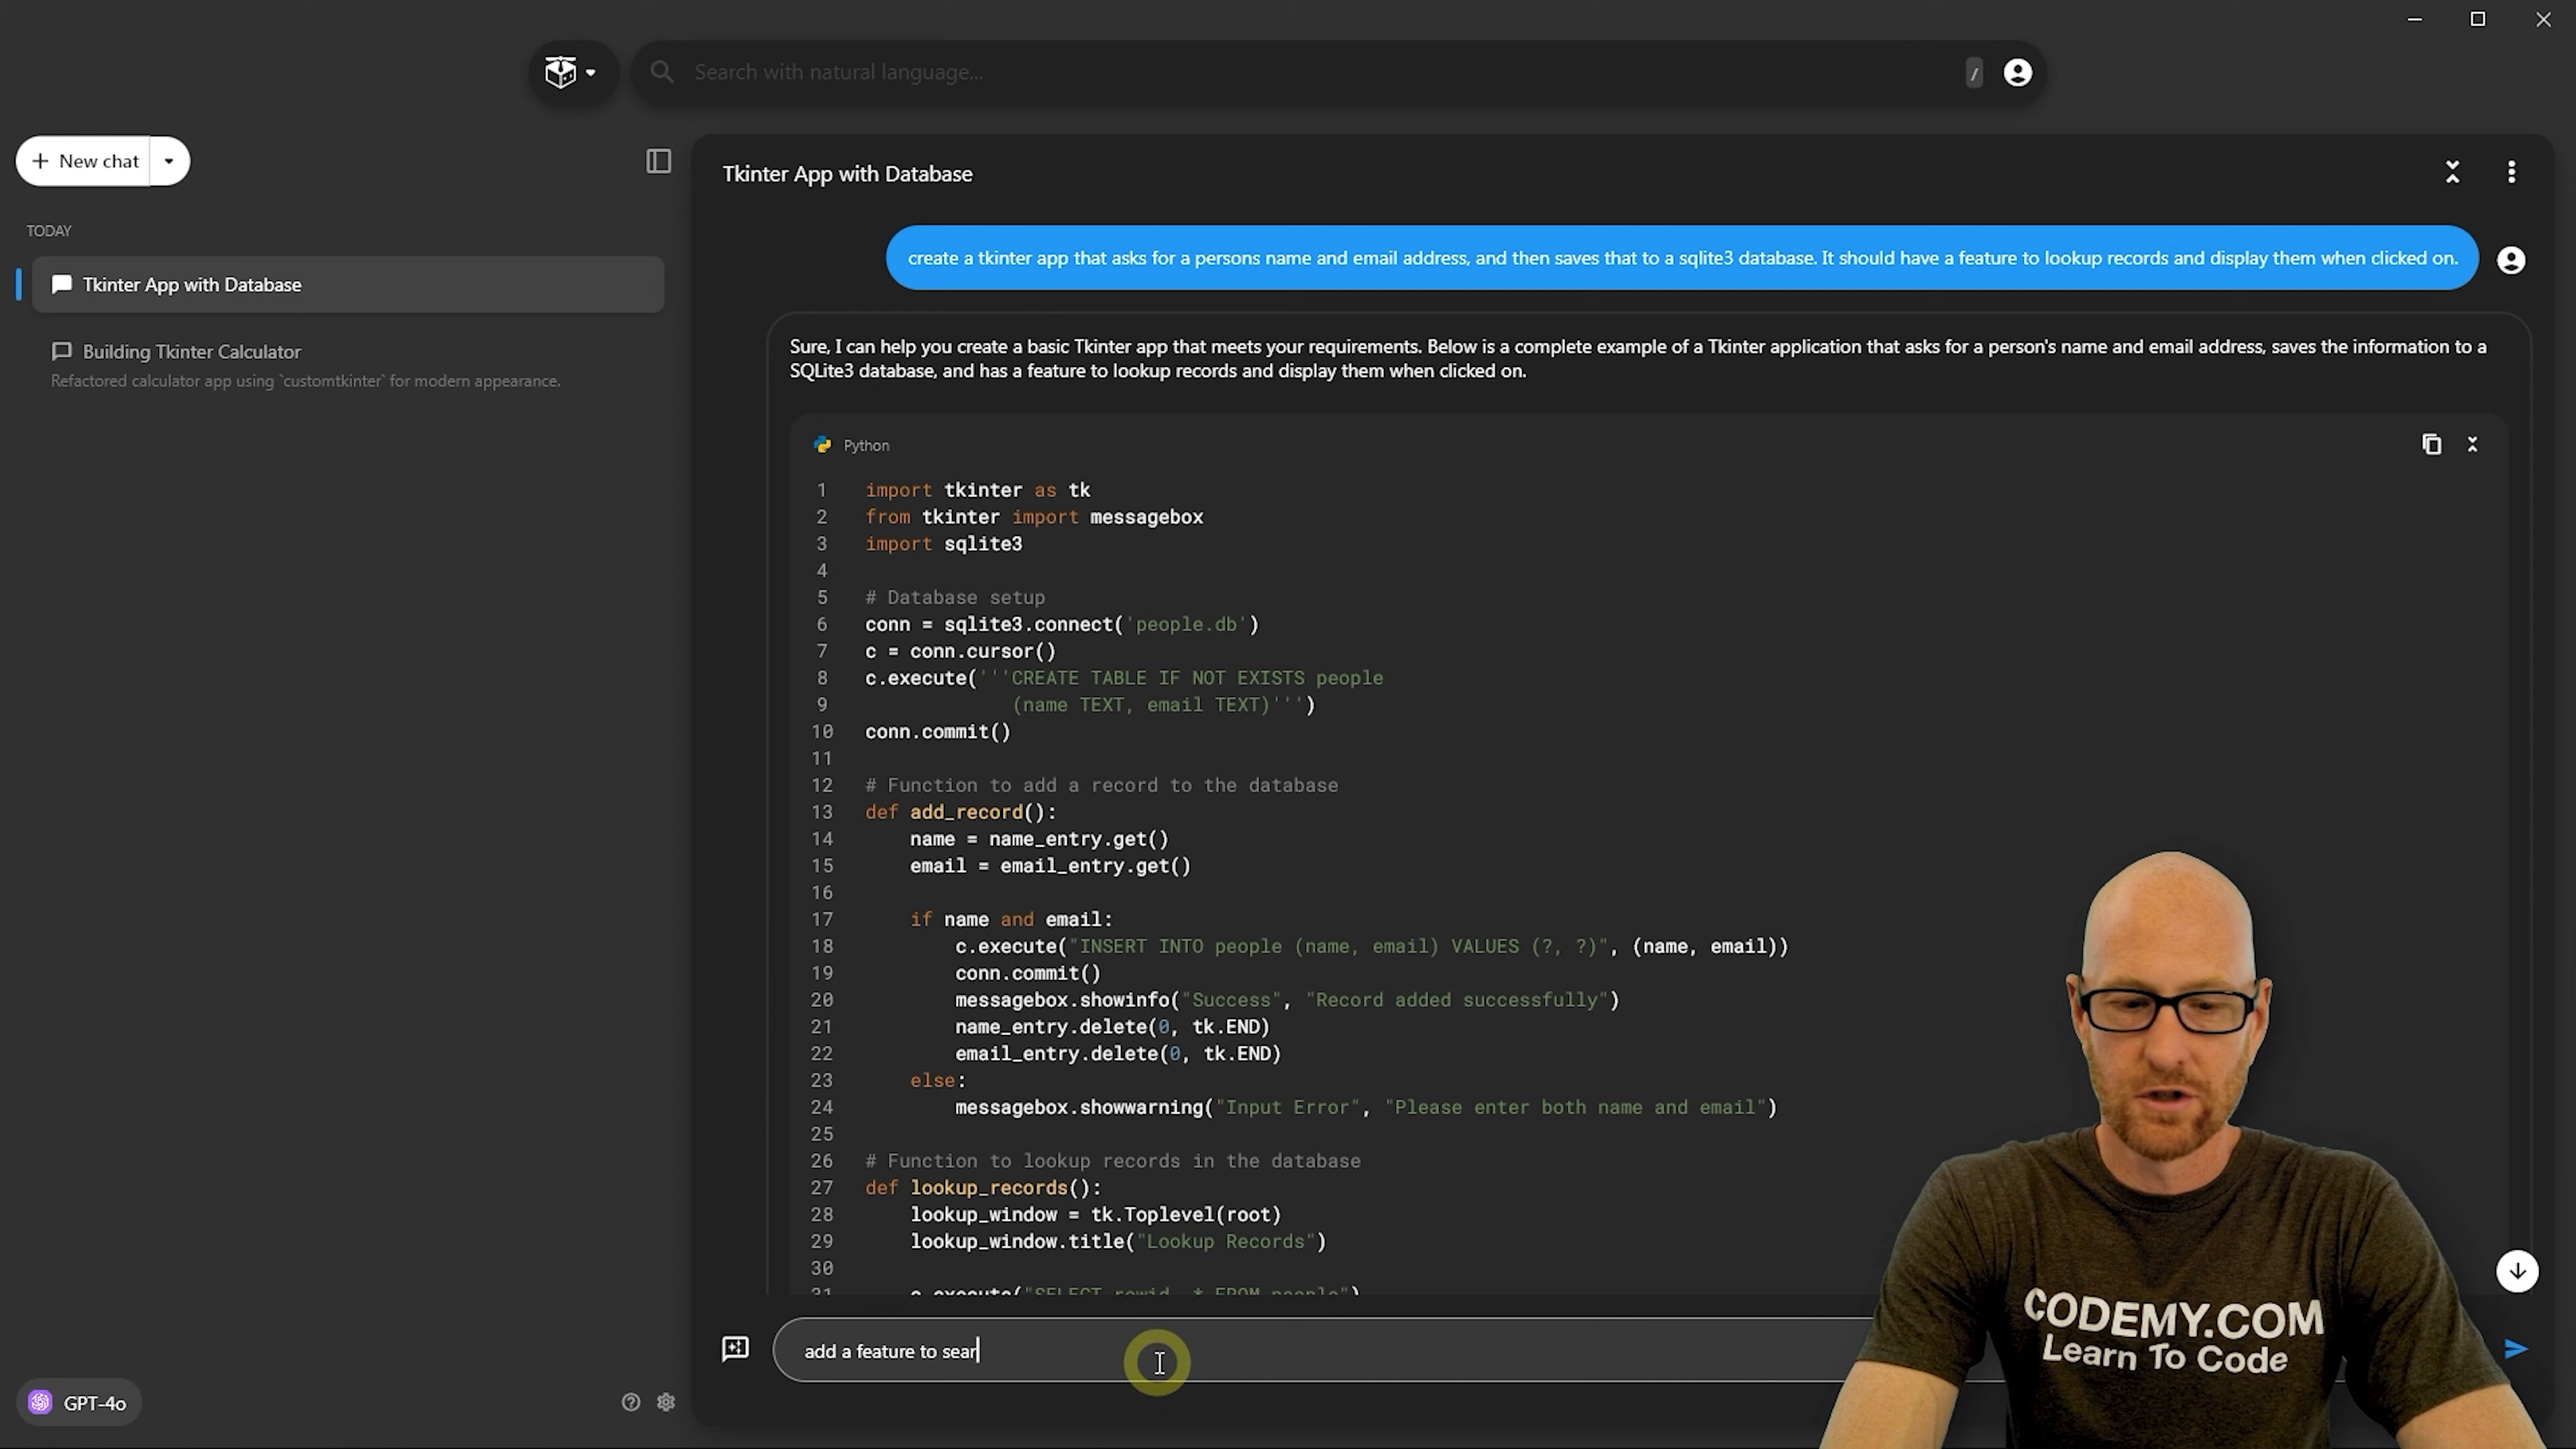 Search with natural language...
/
+ New chat
TODAY
Tkinter App with Database
Building Tkinter Calculator
Refactored calculator app using `customtkinter` for modern appearance.
Tkinter App with Database
create a tkinter app that asks for a persons name and email address, and then saves that to a sqlite3 database. It should have a feature to lookup records and display them when clicked on.
Sure, I can help you create a basic Tkinter app that meets your requirements. Below is a complete example of a Tkinter application that asks for a person's name and email address, saves the information to a
SQLite3 database, and has a feature to lookup records and display them when clicked on.
Python
1 import tkinter as tk
2 from tkinter import messagebox
3 import sqlite3
4
5 # Database setup
6 conn = sqlite3.connect('people.db')
7 c = conn.cursor()
8 c.execute('''CREATE TABLE IF NOT EXISTS people
9 (name TEXT, email TEXT)''')
10 conn.commit()
11
12 # Function to add a record to the database
13 def add_record():
14 name = name_entry.get()
15 email = email_entry.get()
16
17 if name and email:
18 c.execute("INSERT INTO people (name, email) VALUES (?, ?)", (name, email))
19 conn.commit()
20 messagebox.showinfo("Success", "Record added successfully")
21 name_entry.delete(0, tk.END)
22 email_entry.delete(0, tk.END)
23 else:
24 messagebox.showwarning("Input Error", "Please enter both name and email")
25
26 # Function to lookup records in the database
27 def lookup_records():
28 lookup_window = tk.Toplevel(root)
29 lookup_window.title("Lookup Records")
30
31 c.execute("SELECT rowid, * FROM people")
add a feature to sear
GPT-4o
CODEMY.COM
Learn To Code